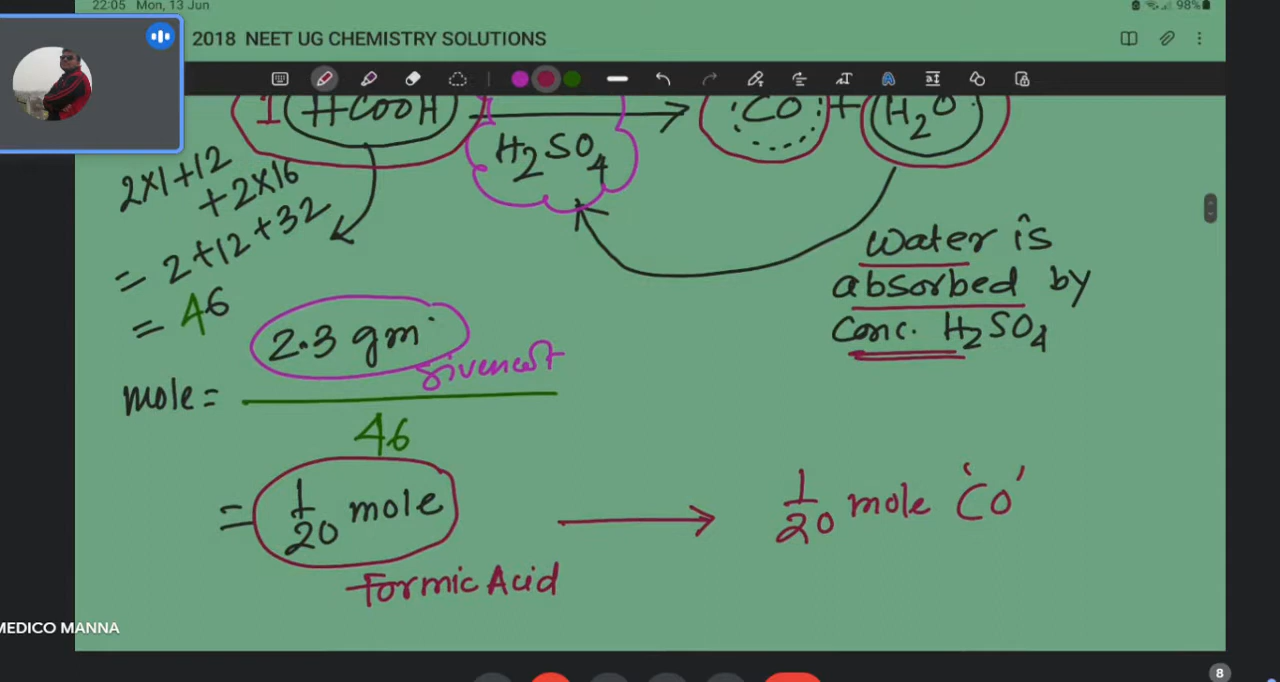 22:05 Mon, 13 Jun
98%
2018 NEET UG CHEMISTRY SOLUTIONS
1 HCOOH → :CO: + H2O
H2SO4
2×1+12
+2×16
= 2+12+32
= 46
Water is
absorbed by
Conc. H2SO4
2.3 gm
mole =
46
= 1/20 mole → 1/20 mole 'CO'
Formic Acid
MEDICO MANNA
8